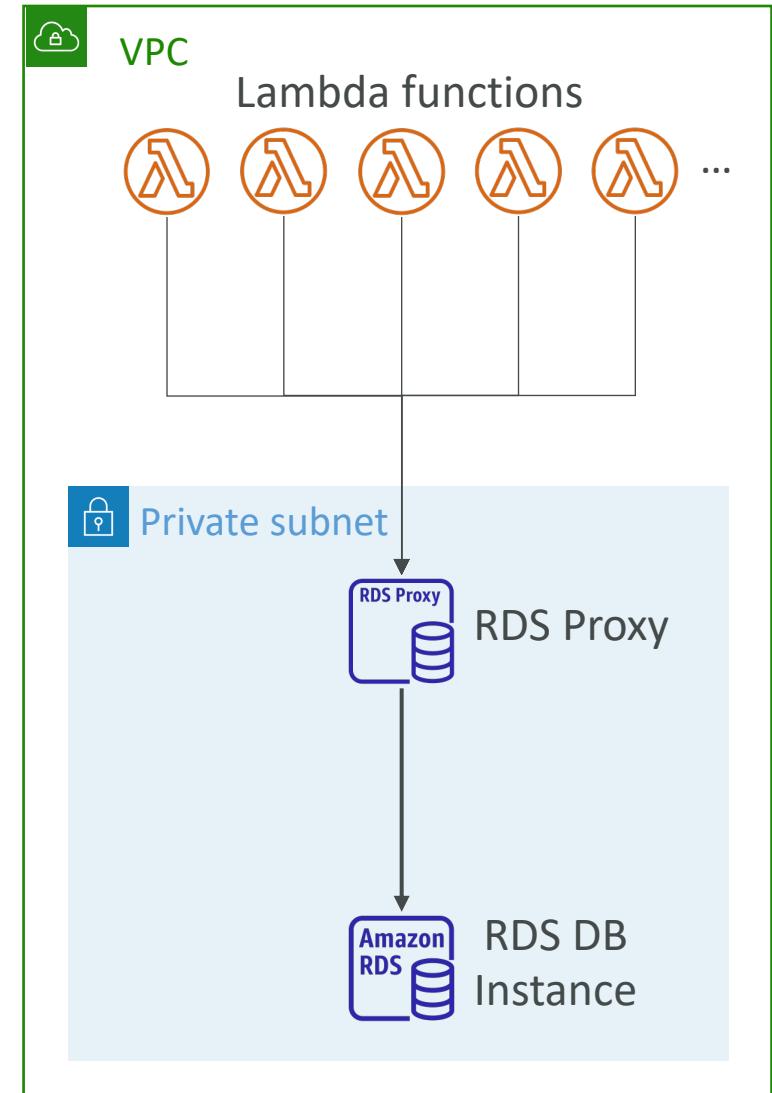 VPC
Lambda functions
...
Private subnet
RDS Proxy
RDS Proxy
Amazon
RDS
RDS DB
Instance